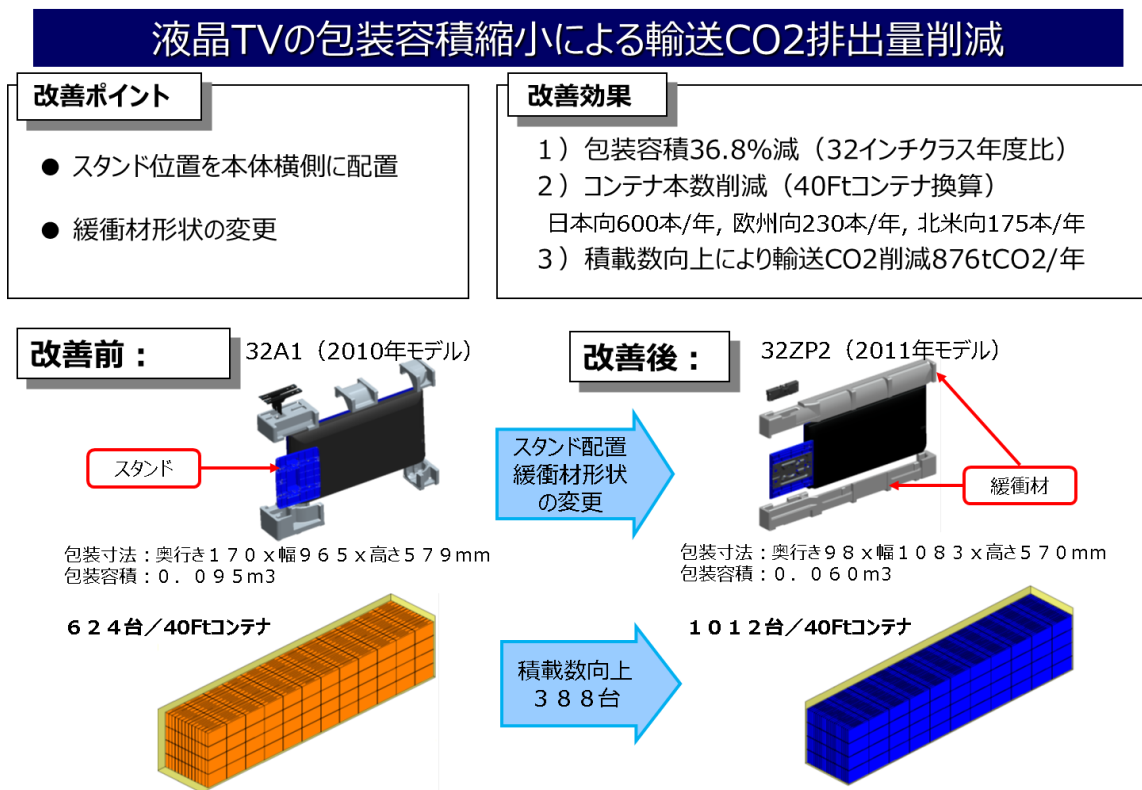 液晶TVの包装容積縮小による輸送CO2排出量削減
改善ポイント
● スタンド位置を本体横側に配置
● 緩衝材形状の変更
改善効果
１）包装容積36.8%減（32インチクラス年度比）
２）コンテナ本数削減（40Ftコンテナ換算）
日本向600本/年, 欧州向230本/年, 北米向175本/年
３）積載数向上により輸送CO2削減876tCO2/年
改善前：
32A1（2010年モデル）
スタンド
包装寸法：奥行き１７０ｘ幅９６５ｘ高さ５７９mm
包装容積：０．０９５m3
６２４台／40Ftコンテナ
スタンド配置
緩衝材形状
の変更
積載数向上
３８８台
改善後：
32ZP2（2011年モデル）
緩衝材
包装寸法：奥行き９８ｘ幅１０８３ｘ高さ５７０mm
包装容積：０．０６０m3
１０１２台／40Ftコンテナ